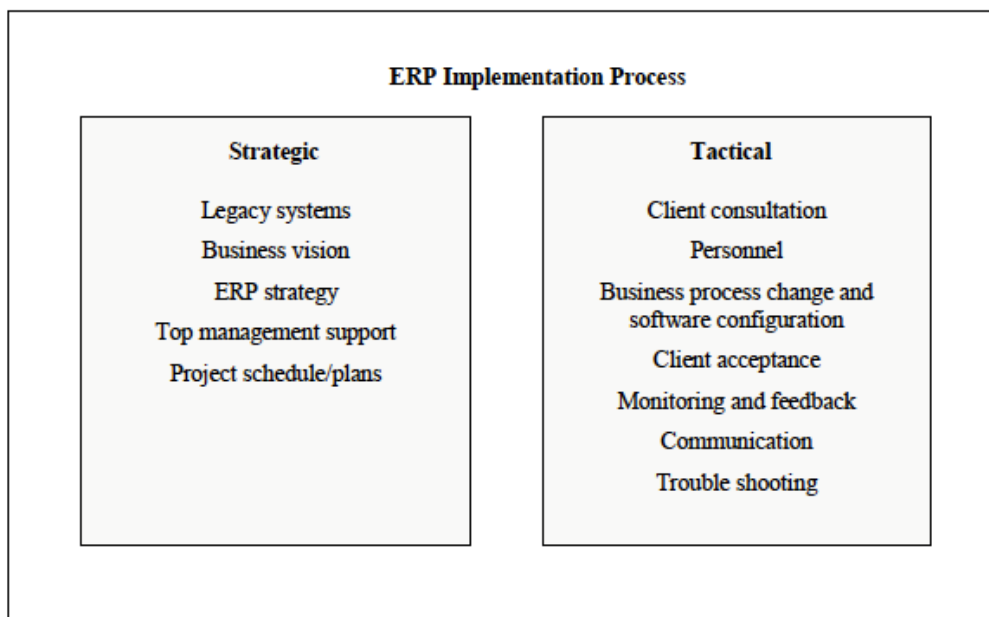 ERP Implementation Process
Strategic
Legacy systems
Business vision
ERP strategy
Top management support
Project schedule/plans
Tactical
Client consultation
Personnel
Business process change and
software configuration
Client acceptance
Monitoring and feedback
Communication
Trouble shooting